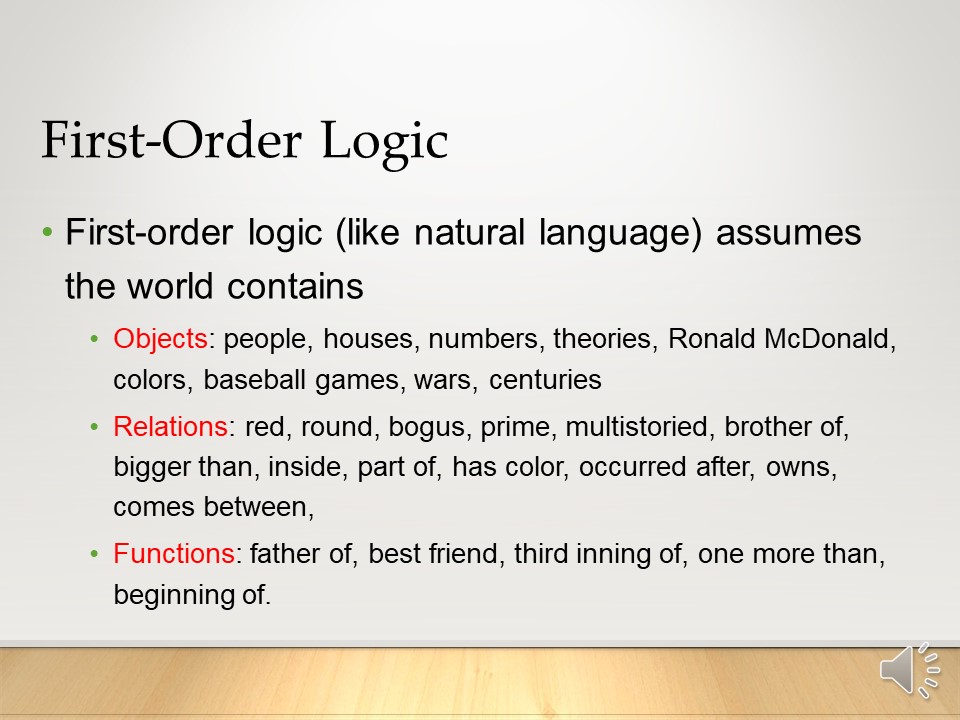 First-Order Logic
• First-order logic (like natural language) assumes
the world contains
• Objects: people, houses, numbers, theories, Ronald McDonald,
colors, baseball games, wars, centuries
• Relations: red, round, bogus, prime, multistoried, brother of,
bigger than, inside, part of, has color, occurred after, owns,
comes between,
• Functions: father of, best friend, third inning of, one more than,
beginning of.